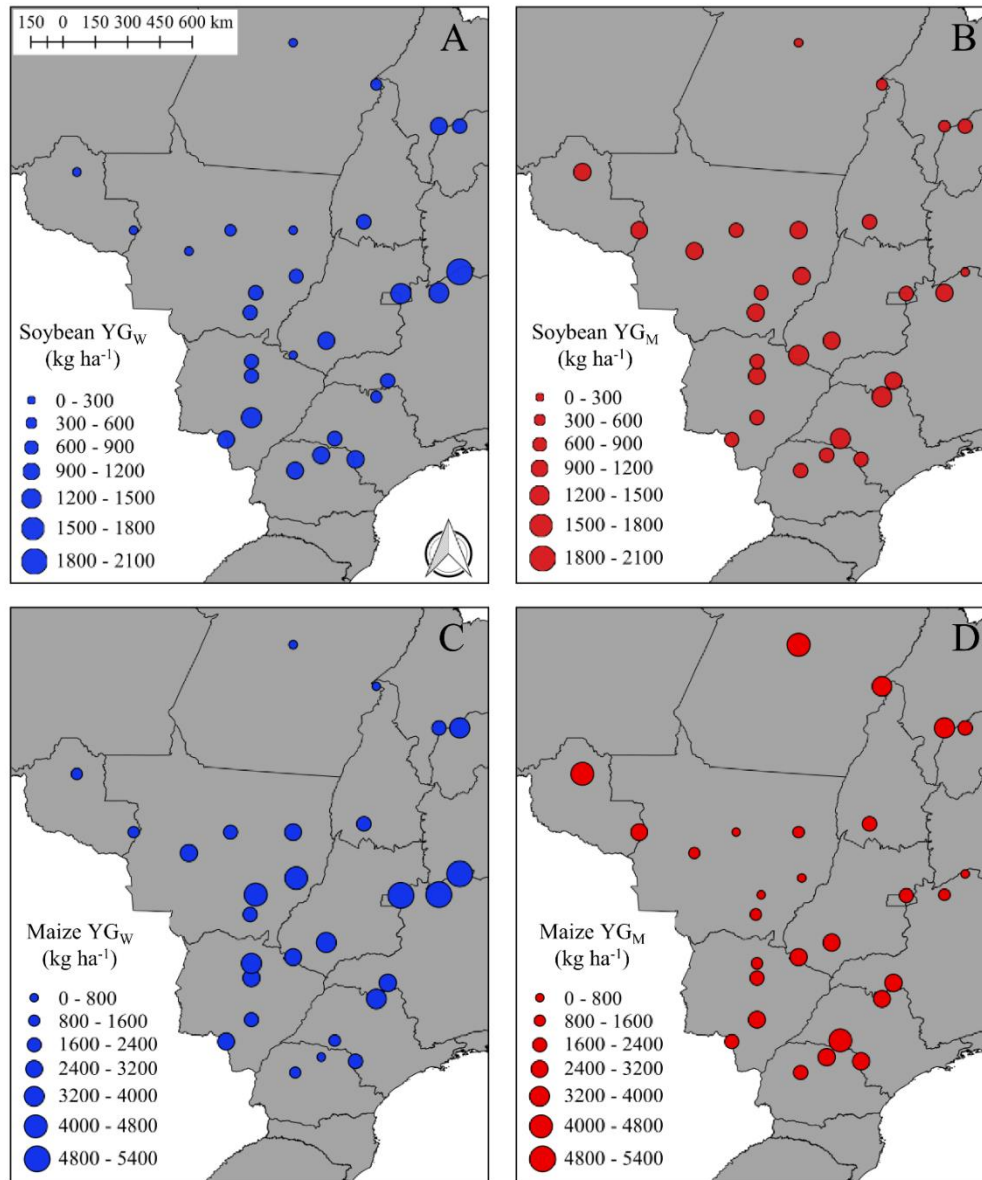 150 0 150 300 450 600 km
A
Soybean YGW
(kg ha-1)
0 - 300
300 - 600
600 - 900
900 - 1200
1200 - 1500
1500 - 1800
1800 - 2100
B
Soybean YGM
(kg ha-1)
0 - 300
300 - 600
600 - 900
900 - 1200
1200 - 1500
1500 - 1800
1800 - 2100
C
Maize YGW
(kg ha-1)
0 - 800
800 - 1600
1600 - 2400
2400 - 3200
3200 - 4000
4000 - 4800
4800 - 5400
D
Maize YGM
(kg ha-1)
0 - 800
800 - 1600
1600 - 2400
2400 - 3200
3200 - 4000
4000 - 4800
4800 - 5400